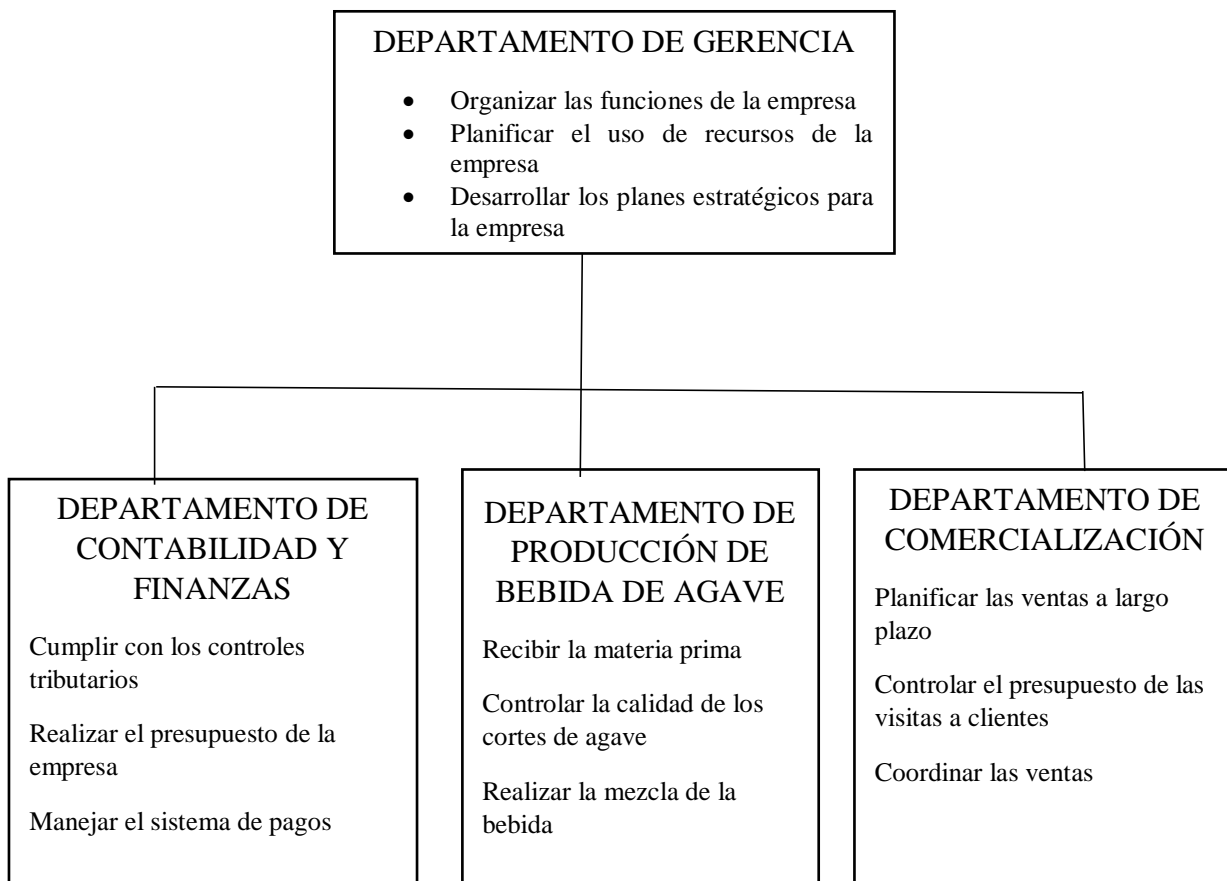 DEPARTAMENTO DE GERENCIA
• Organizar las funciones de la empresa
• Planificar el uso de recursos de la
empresa
• Desarrollar los planes estratégicos para
la empresa
DEPARTAMENTO DE
CONTABILIDAD Y
FINANZAS
Cumplir con los controles
tributarios
Realizar el presupuesto de la
empresa
Manejar el sistema de pagos
DEPARTAMENTO DE
PRODUCCIÓN DE
BEBIDA DE AGAVE
Recibir la materia prima
Controlar la calidad de los
cortes de agave
Realizar la mezcla de la
bebida
DEPARTAMENTO DE
COMERCIALIZACIÓN
Planificar las ventas a largo
plazo
Controlar el presupuesto de las
visitas a clientes
Coordinar las ventas